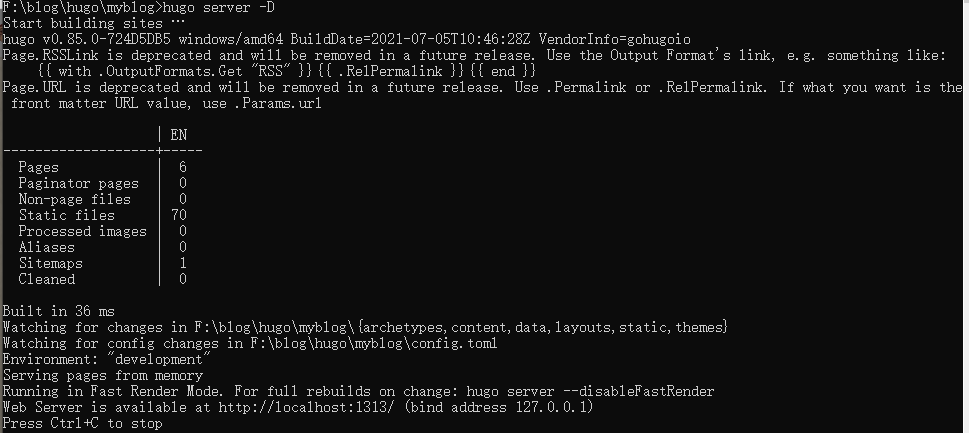 F:\blog\hugo\myblog>hugo server -D
Start building sites …
hugo v0.85.0-724D5DB5 windows/amd64 BuildDate=2021-07-05T10:46:28Z VendorInfo=gohugoio
Page.RSSLink is deprecated and will be removed in a future release. Use the Output Format's link, e.g. something like:
    {{ with .OutputFormats.Get "RSS" }}{{ .RelPermalink }}{{ end }}
Page.URL is deprecated and will be removed in a future release. Use .Permalink or .RelPermalink. If what you want is the
 front matter URL value, use .Params.url
                   | EN
-------------------+-----
  Pages            |  6
  Paginator pages  |  0
  Non-page files   |  0
  Static files     | 70
  Processed images |  0
  Aliases          |  0
  Sitemaps         |  1
  Cleaned          |  0
Built in 36 ms
Watching for changes in F:\blog\hugo\myblog\{archetypes,content,data,layouts,static,themes}
Watching for config changes in F:\blog\hugo\myblog\config.toml
Environment: "development"
Serving pages from memory
Running in Fast Render Mode. For full rebuilds on change: hugo server --disableFastRender
Web Server is available at http://localhost:1313/ (bind address 127.0.0.1)
Press Ctrl+C to stop